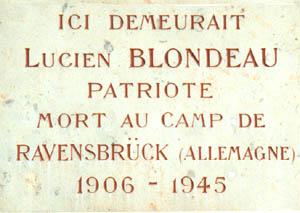 ICI DEMEURAIT
LUCIEN BLONDEAU
PATRIOTE
MORT AU CAMP DE
RAVENSBRÜCK (ALLEMAGNE)
1906 - 1945